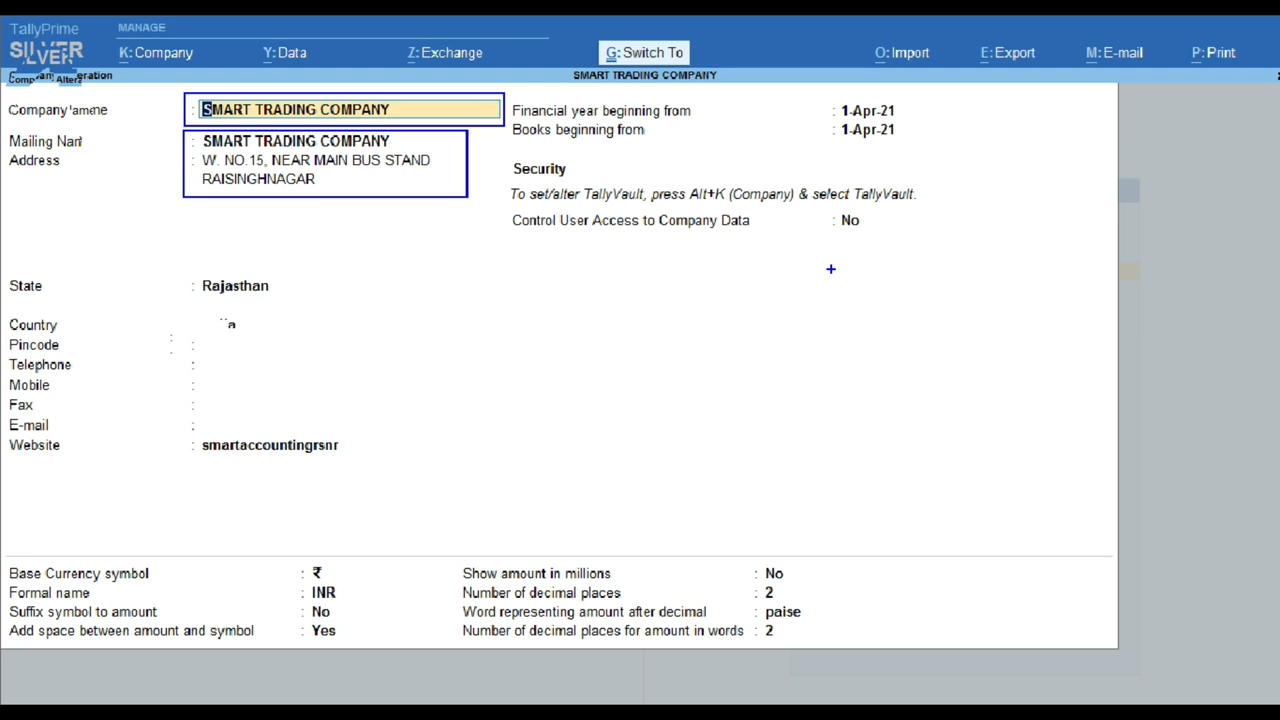 TallyPrime
MANAGE
SILVER
K: Company
Y: Data
Z: Exchange
G: Switch To
O: Import
E: Export
M: E-mail
P: Print
SMART TRADING COMPANY
Company : SMART TRADING COMPANY
Mailing : SMART TRADING COMPANY
Address : W. NO.15, NEAR MAIN BUS STAND
RAISINGHNAGAR
State : Rajasthan
Country
Pincode :
Telephone :
Mobile :
Fax :
E-mail :
Website : smartaccountingrsnr
Financial year beginning from : 1-Apr-21
Books beginning from : 1-Apr-21
Security
To set/alter TallyVault, press Alt+K (Company) & select TallyVault.
Control User Access to Company Data : No
Base Currency symbol : ₹
Formal name : INR
Suffix symbol to amount : No
Add space between amount and symbol : Yes
Show amount in millions : No
Number of decimal places : 2
Word representing amount after decimal : paise
Number of decimal places for amount in words : 2